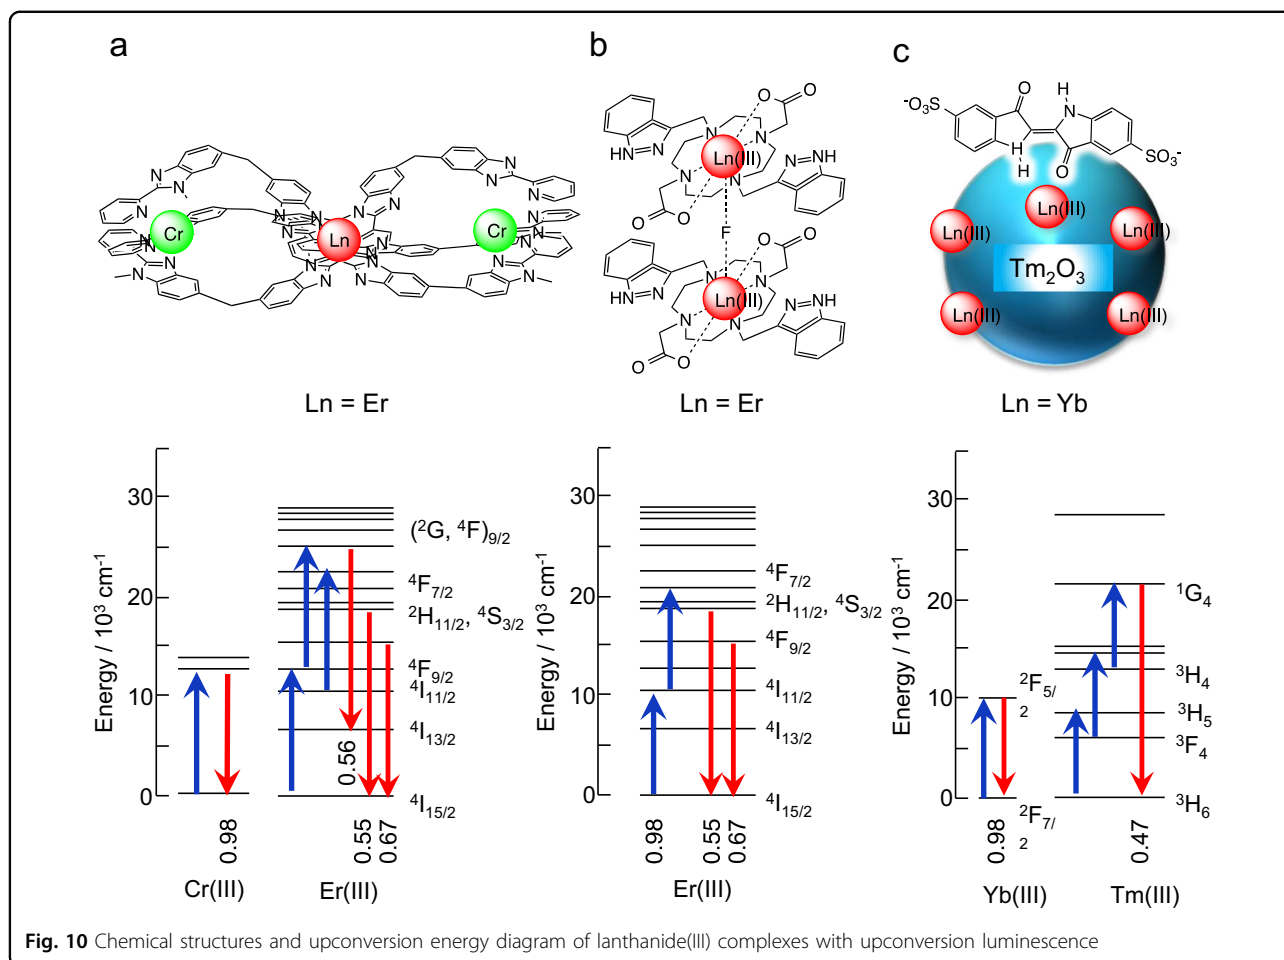 a
b
c
N
N
N
N
N
N
N
N
N
N
N
N
Cr
Ln
Cr
N
N
N
N
N
N
N
O
O
N
N
HN
N
Ln(III)
N
NH
N
N
N
O
O
F
O
O
N
N
HN
N
Ln(III)
N
NH
N
N
N
O
O
-O3S
O
H
N
H
H
O
SO3-
Ln(III)
Ln(III)
Ln(III)
Tm2O3
Ln(III)
Ln(III)
Ln = Er
Ln = Er
Ln = Yb
Energy / 10³ cm⁻¹
30
20
10
0
0.98
Cr(III)
(²G, ⁴F)9/2
⁴F7/2
²H11/2, ⁴S3/2
⁴F9/2
⁴I11/2
⁴I13/2
⁴I15/2
0.56
0.55
0.67
Er(III)
Energy / 10³ cm⁻¹
30
20
10
0
⁴F7/2
²H11/2, ⁴S3/2
⁴F9/2
⁴I11/2
⁴I13/2
⁴I15/2
0.98
0.55
0.67
Er(III)
Energy / 10³ cm⁻¹
30
20
10
0
²F5/
2
²F7/
2
0.98
Yb(III)
¹G4
³H4
³H5
³F4
³H6
0.47
Tm(III)
Fig. 10 Chemical structures and upconversion energy diagram of lanthanide(III) complexes with upconversion luminescence